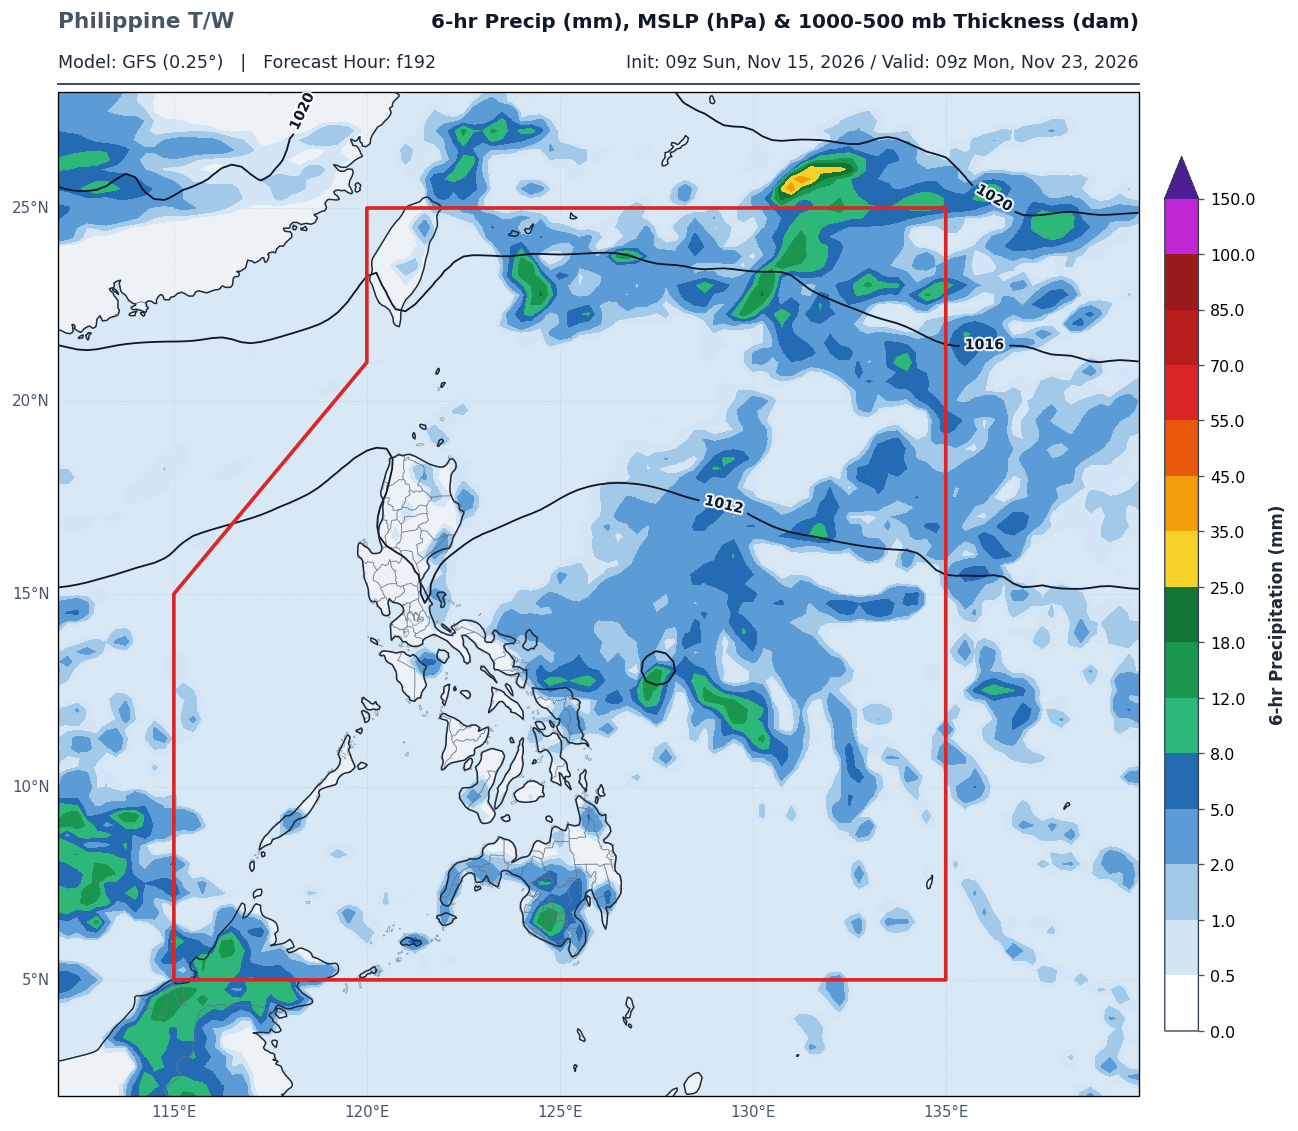 Philippine T/W
6-hr Precip (mm), MSLP (hPa) & 1000-500 mb Thickness (dam)
Model: GFS (0.25°) | Forecast Hour: f192
Init: 09z Sun, Nov 15, 2026 / Valid: 09z Mon, Nov 23, 2026
1020
1020
1016
1012
25°N
20°N
15°N
10°N
5°N
115°E
120°E
125°E
130°E
135°E
150.0
100.0
85.0
70.0
55.0
45.0
35.0
25.0
18.0
12.0
8.0
5.0
2.0
1.0
0.5
0.0
6-hr Precipitation (mm)